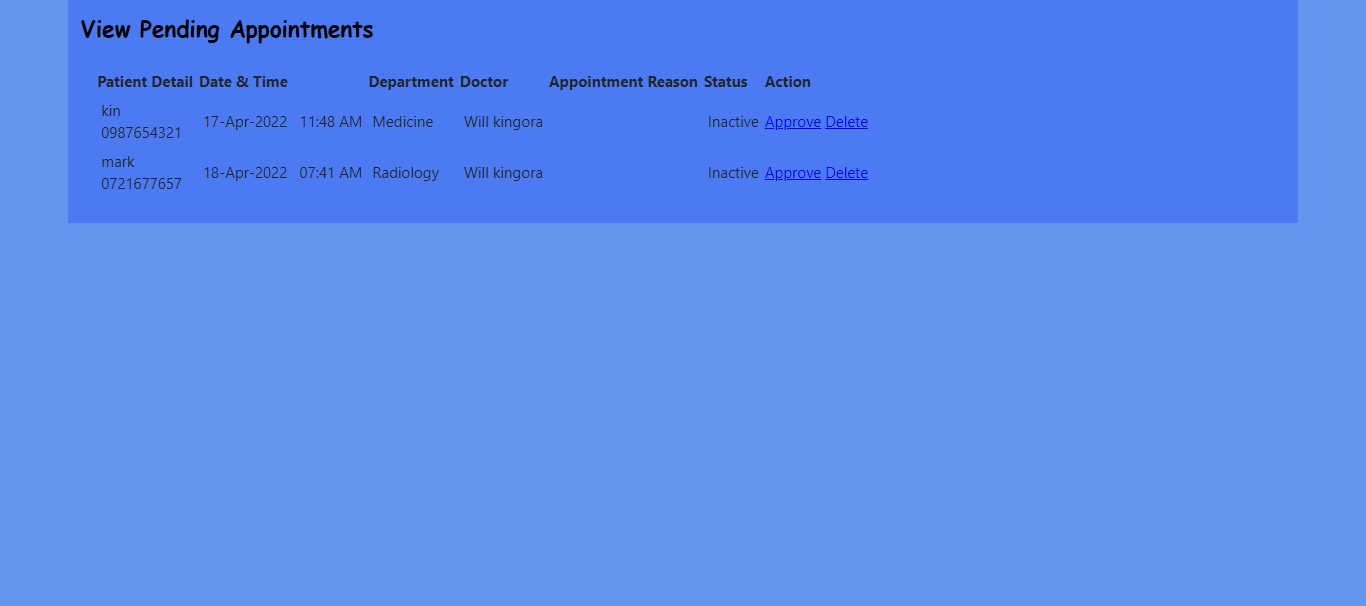 View Pending Appointments
Patient Detail Date & Time Department Doctor Appointment Reason Status Action
kin
0987654321 17-Apr-2022 11:48 AM Medicine Will kingora Inactive Approve Delete
mark
0721677657 18-Apr-2022 07:41 AM Radiology Will kingora Inactive Approve Delete